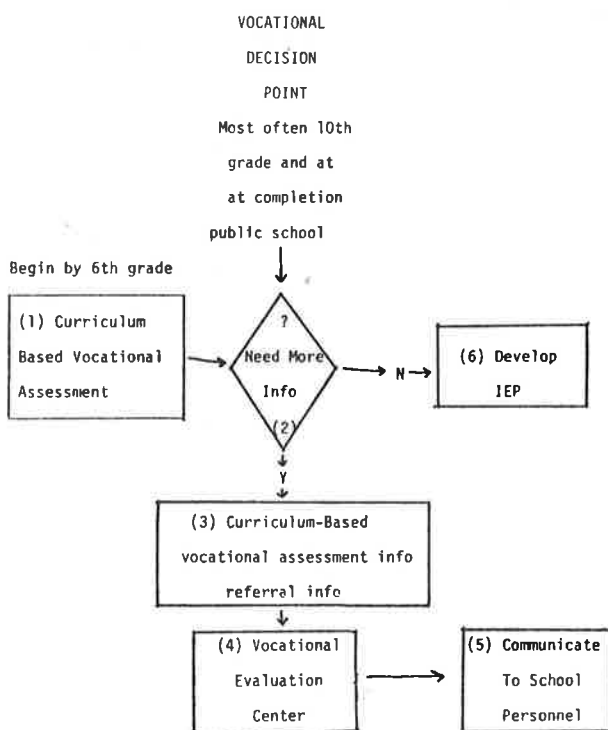 VOCATIONAL
DECISION
POINT
Most often 10th
grade and at
at completion
public school
Begin by 6th grade
(1) Curriculum
Based Vocational
Assessment
?
Need More
Info
(2)
N
(6) Develop
IEP
Y
(3) Curriculum-Based
vocational assessment info
referral info
(4) Vocational
Evaluation
Center
(5) Communicate
To School
Personnel